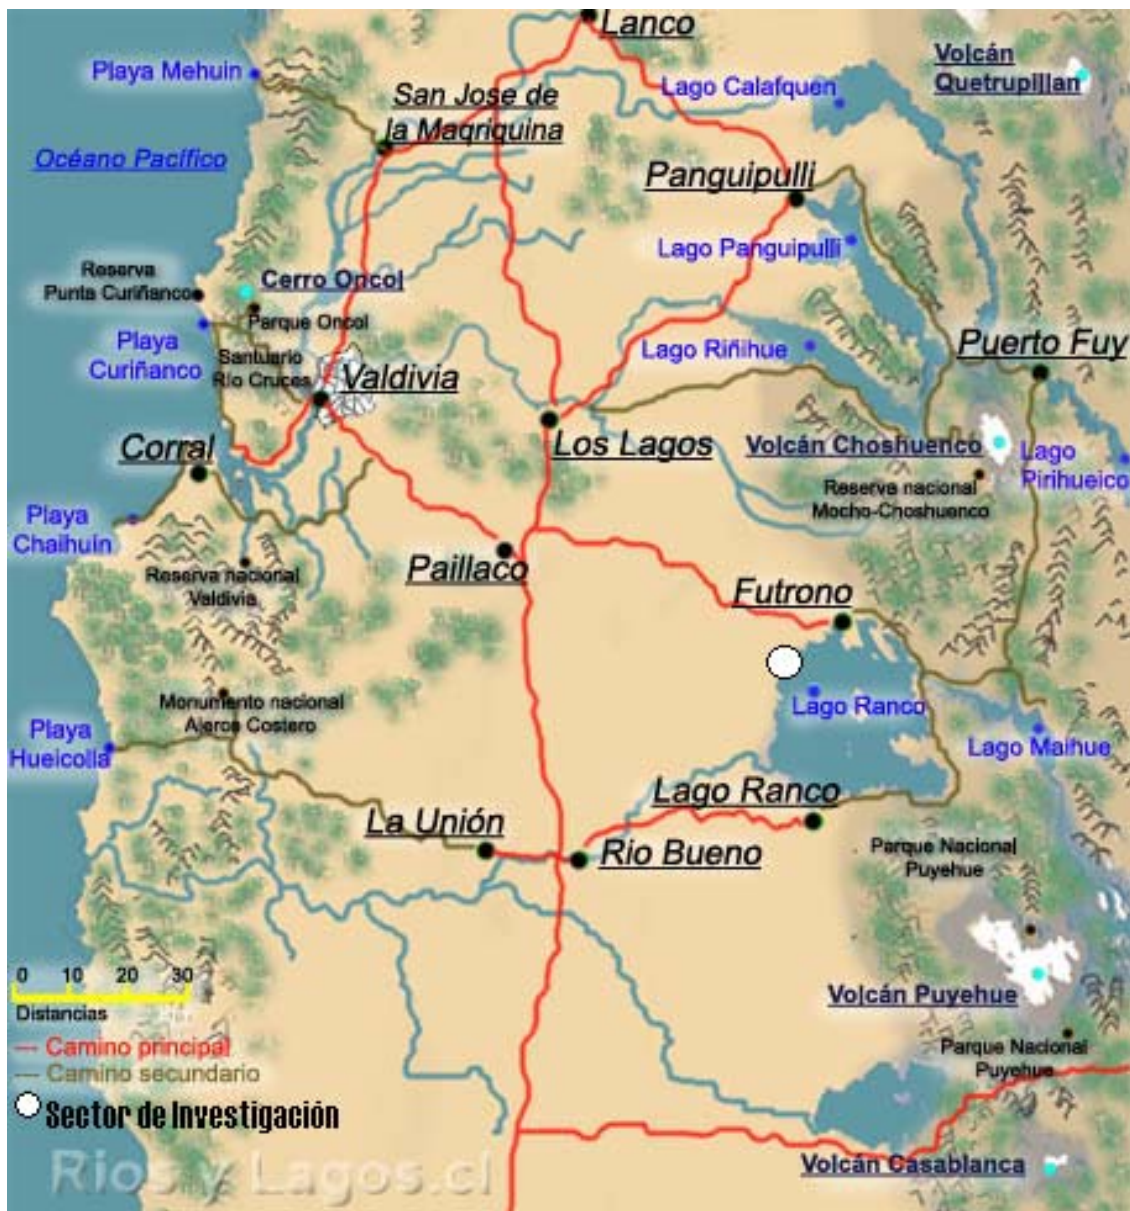 Lanco
Volcán
Quetrupillan
Playa Mehuin
Lago Calafquen
San Jose de
la Maqriquina
Océano Pacífico
Panguipulli
Lago Panguipulli
Reserva
Punta Curiñanco
Cerro Oncol
Parque Oncol
Playa
Curiñanco
Santuario
Río Cruces
Lago Riñihue
Puerto Fuy
Valdivia
Corral
Los Lagos
Volcán Choshuenco
Lago
Pirihueico
Reserva nacional
Mocho-Choshuenco
Playa
Chaihuin
Paillaco
Reserva nacional
Valdivia
Futrono
Monumento nacional
Ajeros Costero
Lago Ranco
Playa
Hueicolla
Lago Maihue
Lago Ranco
La Unión
Rio Bueno
Parque Nacional
Puyehue
0 10 20 30
Distancias
Volcán Puyehue
--- Camino principal
--- Camino secundario
Parque Nacional
Puyehue
Sector de Investigación
Rios y Lagos.cl
Volcán Casablanca